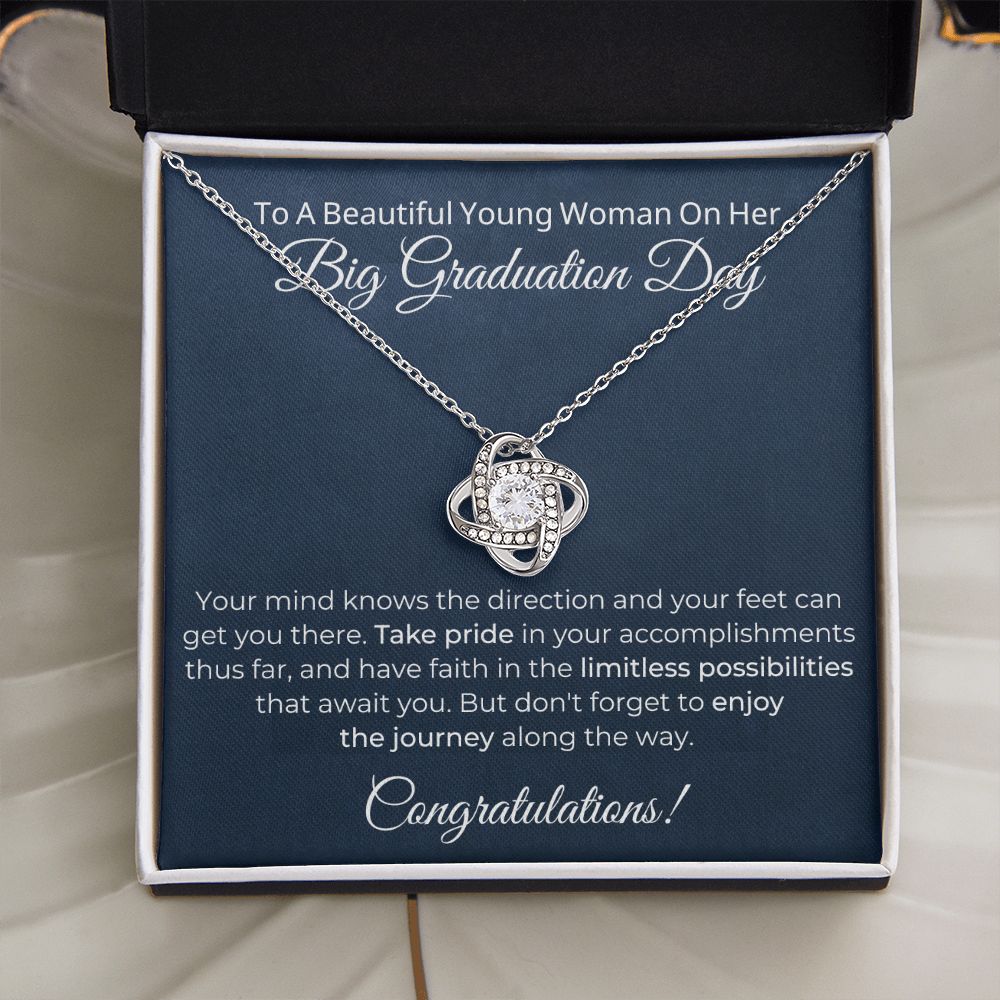 To A Beautiful Young Woman On Her
Big Graduation Day
Your mind knows the direction and your feet can
get you there. Take pride in your accomplishments
thus far, and have faith in the limitless possibilities
that await you. But don't forget to enjoy
the journey along the way.
Congratulations!